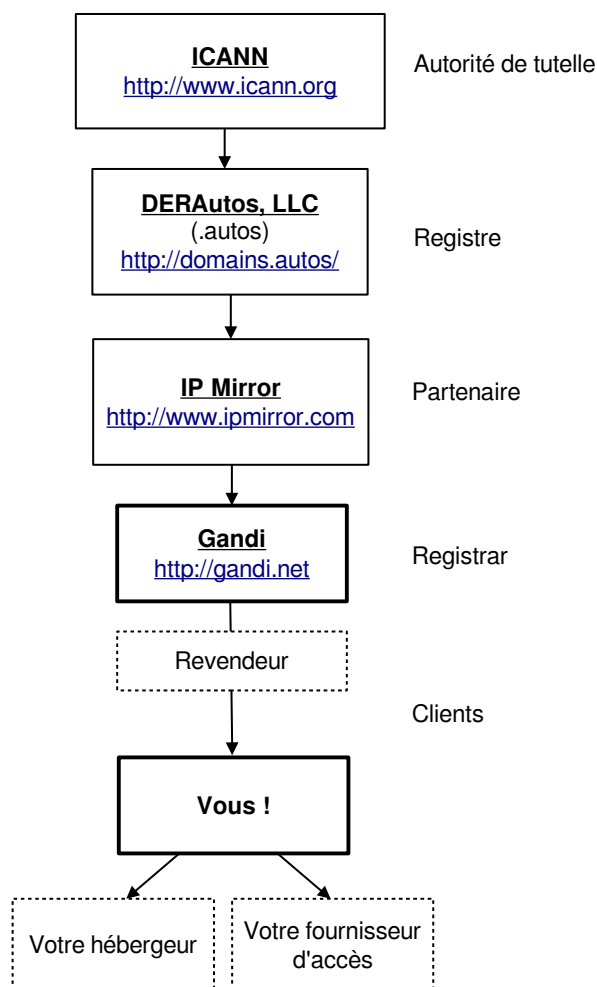 ICANN
http://www.icann.org
Autorité de tutelle
DERAutos, LLC
(.autos)
http://domains.autos/
Registre
IP Mirror
http://www.ipmirror.com
Partenaire
Gandi
http://gandi.net
Registrar
Revendeur
Clients
Vous !
Votre hébergeur
Votre fournisseur
d'accès